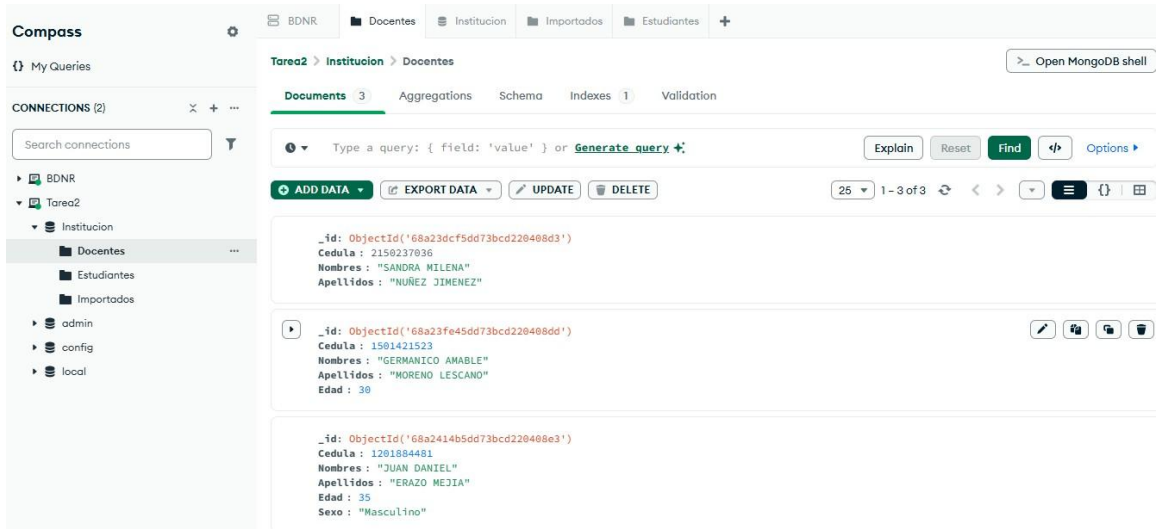 Compass
{} My Queries
CONNECTIONS (2)
Search connections
BDNR
Tarea2
Institucion
Docentes
Estudiantes
Importados
admin
config
local
BDNR Docentes Institucion Importados Estudiantes +
Tarea2 > Institucion > Docentes
>_ Open MongoDB shell
Documents 3 Aggregations Schema Indexes 1 Validation
Type a query: { field: 'value' } or Generate query
Explain Reset Find </> Options
ADD DATA EXPORT DATA UPDATE DELETE
25 1 – 3 of 3 {}
_id: ObjectId('68a23dcf5dd73bcd220408d3')
Cedula : 2150237036
Nombres : "SANDRA MILENA"
Apellidos : "NUÑEZ JIMENEZ"
_id: ObjectId('68a23fe45dd73bcd220408dd')
Cedula : 1501421523
Nombres : "GERMANICO AMABLE"
Apellidos : "MORENO LESCANO"
Edad : 30
_id: ObjectId('68a2414b5dd73bcd220408e3')
Cedula : 1201884481
Nombres : "JUAN DANIEL"
Apellidos : "ERAZO MEJIA"
Edad : 35
Sexo : "Masculino"